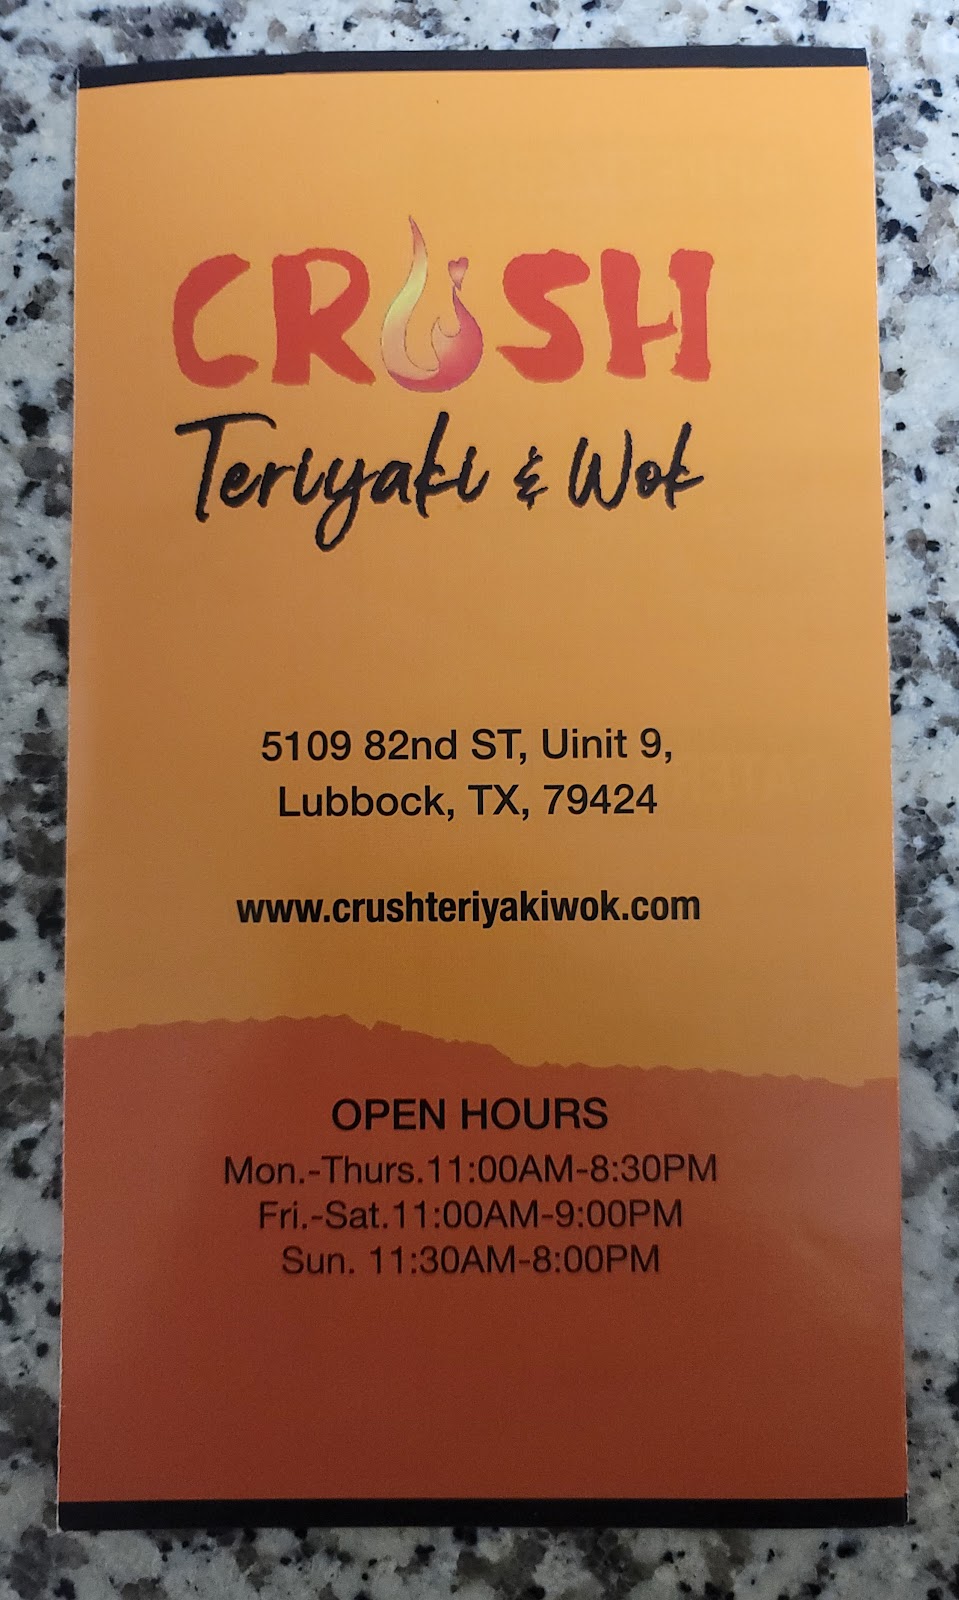 CRUSH
Teriyaki & Wok
5109 82nd ST, Uinit 9,
Lubbock, TX, 79424
www.crushteriyakiwok.com
OPEN HOURS
Mon.-Thurs.11:00AM-8:30PM
Fri.-Sat.11:00AM-9:00PM
Sun. 11:30AM-8:00PM